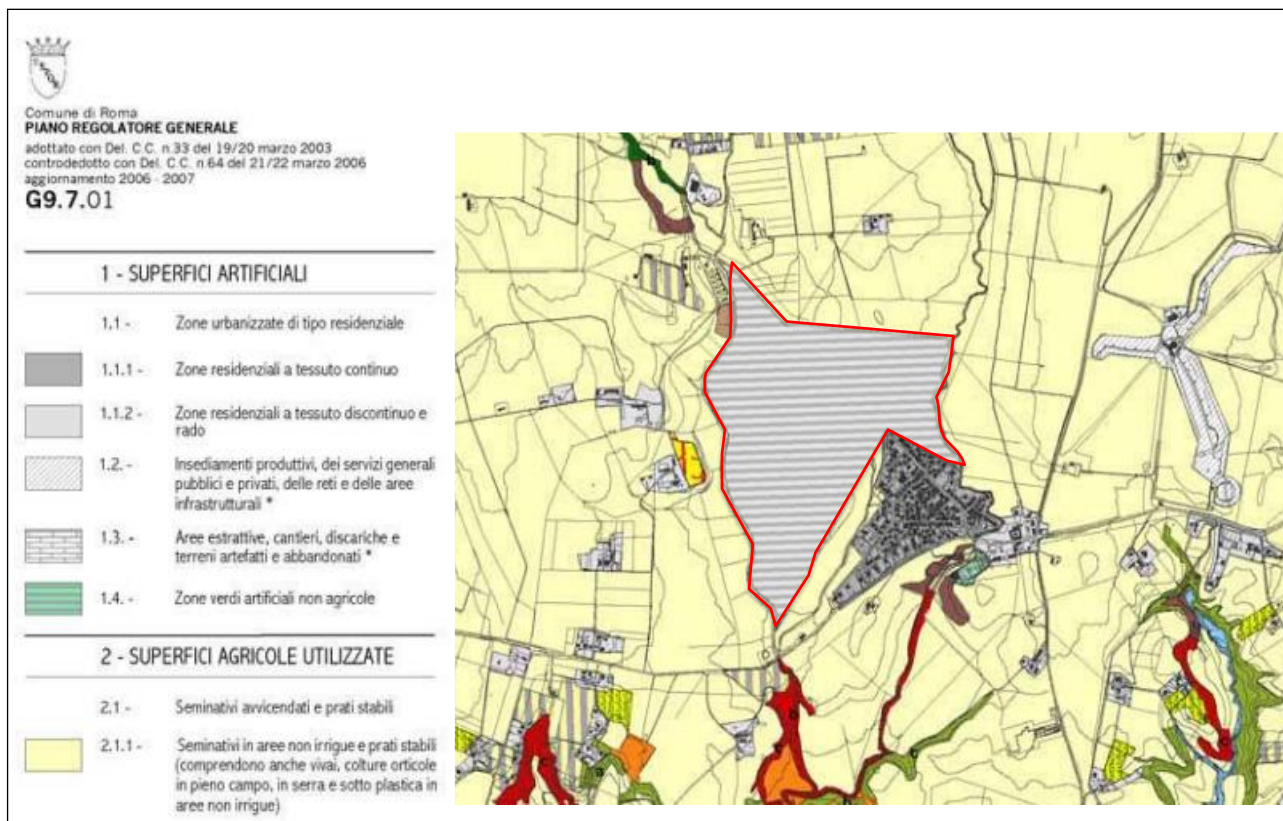 Comune di Roma
PIANO REGOLATORE GENERALE
adottato con Del. C.C. n.33 del 19/20 marzo 2003
controdedotto con Del. C.C. n.64 del 21/22 marzo 2006
aggiornamento 2006 - 2007
G9.7.01
1 - SUPERFICI ARTIFICIALI
1.1 - Zone urbanizzate di tipo residenziale
1.1.1 - Zone residenziali a tessuto continuo
1.1.2 - Zone residenziali a tessuto discontinuo e
rado
1.2. - Insediamenti produttivi, dei servizi generali
pubblici e privati, delle reti e delle aree
infrastrutturali *
1.3. - Aree estrattive, cantieri, discariche e
terreni artefatti e abbandonati *
1.4. - Zone verdi artificiali non agricole
2 - SUPERFICI AGRICOLE UTILIZZATE
2.1 - Seminativi avvicendati e prati stabili
2.1.1 - Seminativi in aree non irrigue e prati stabili
(comprendono anche vivai, colture orticole
in pieno campo, in serra e sotto plastica in
aree non irrigue)